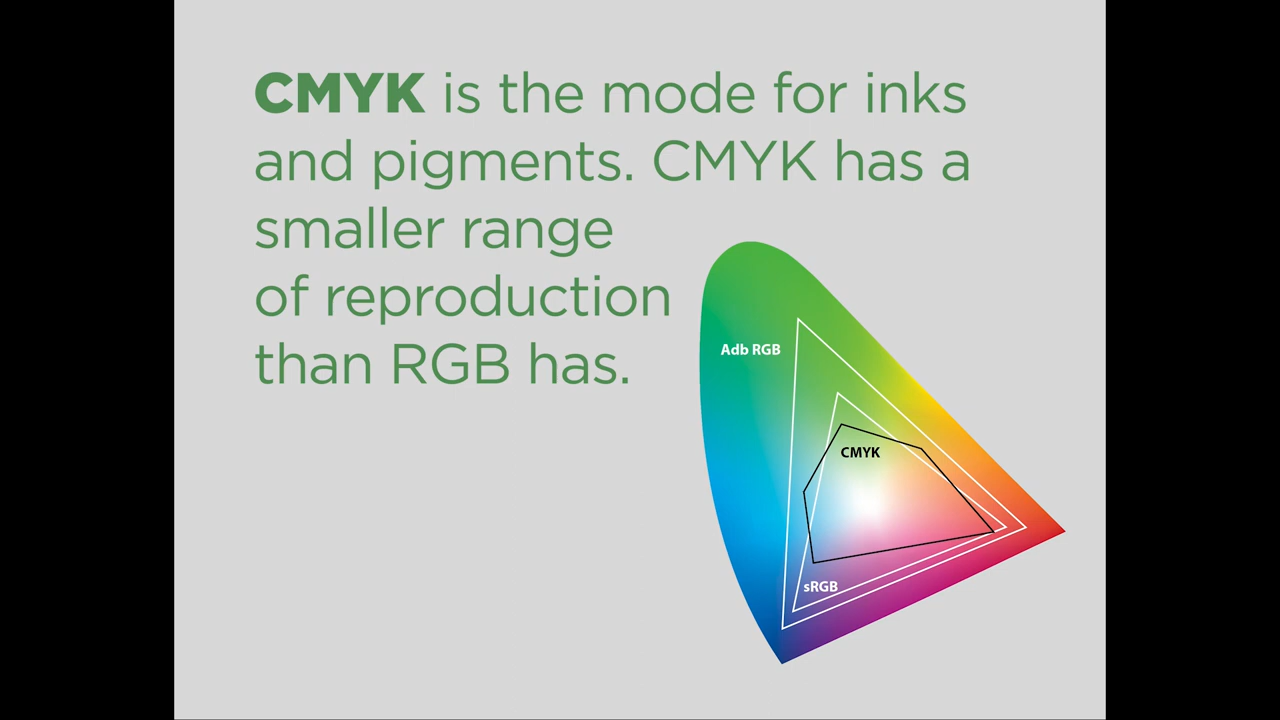 CMYK is the mode for inks
and pigments. CMYK has a
smaller range
of reproduction
than RGB has.
Adb RGB
CMYK
sRGB